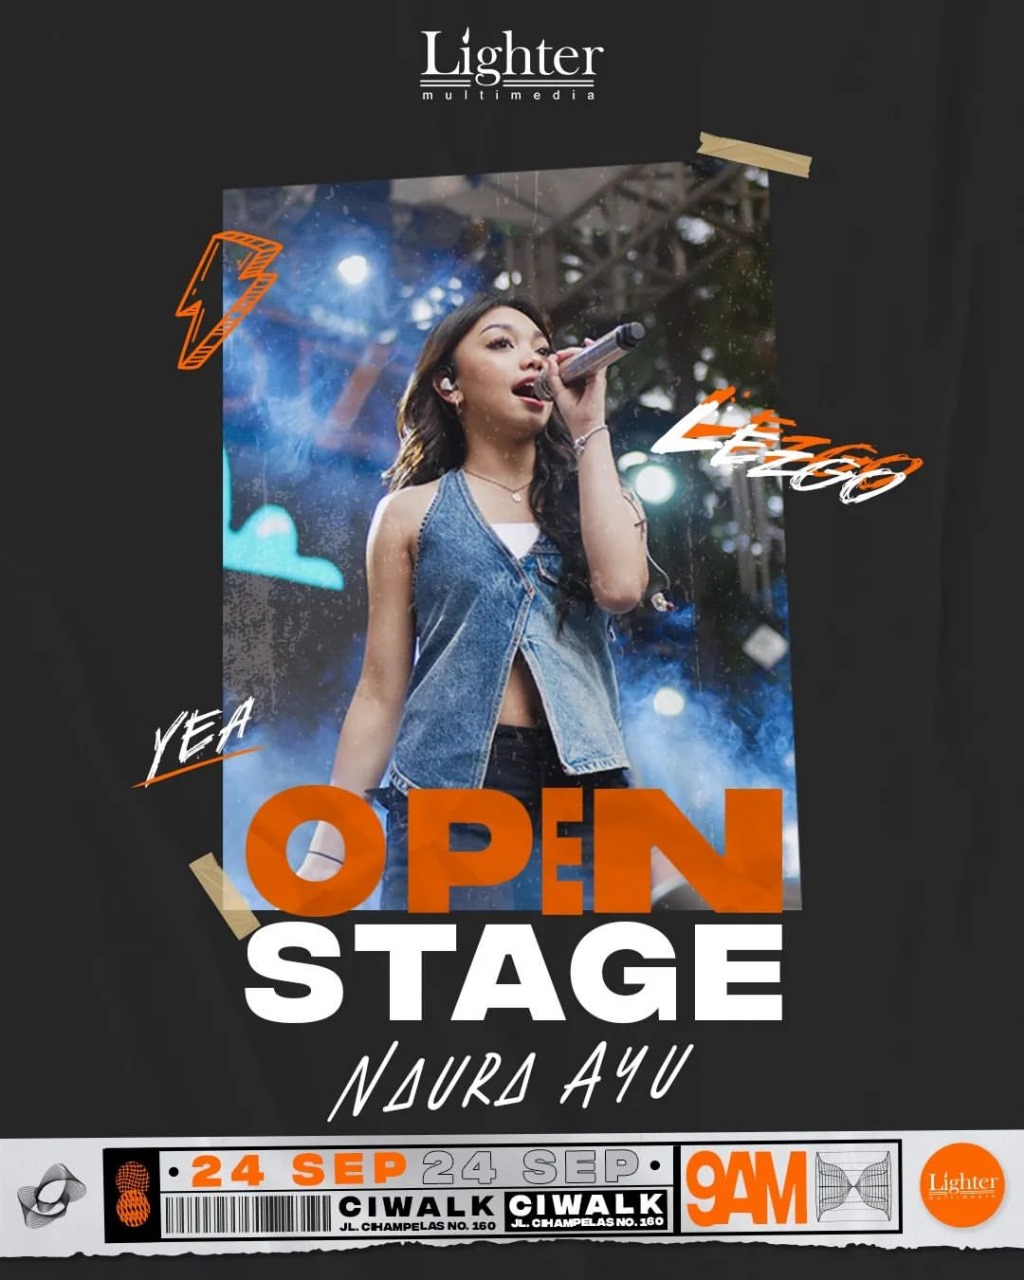 Lighter
multimedia
LEZGO
LEZGO
YEA
OPEN
STAGE
NAURA AYU
• 24 SEP 24 SEP •
CIWALK CIWALK
JL. CIHAMPELAS NO. 160 JL. CIHAMPELAS NO. 160
9AM
Lighter
multimedia